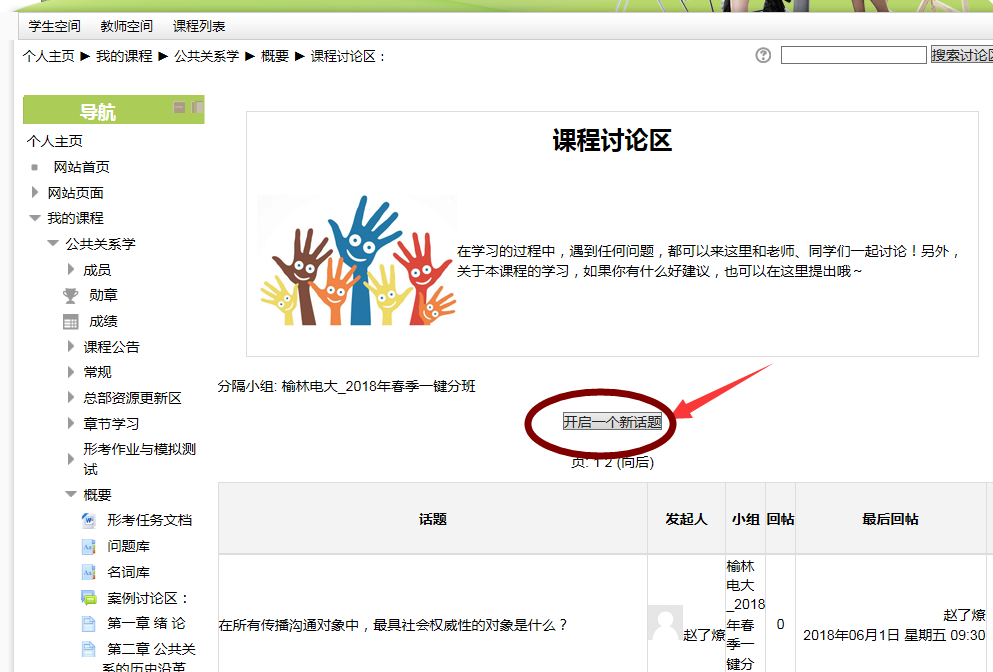 学生空间 教师空间 课程列表
个人主页 ▶ 我的课程 ▶ 公共关系学 ▶ 概要 ▶ 课程讨论区：
搜索讨论区
导航
个人主页
网站首页
网站页面
我的课程
公共关系学
成员
勋章
成绩
课程公告
常规
总部资源更新区
章节学习
形考作业与模拟测
试
概要
形考任务文档
问题库
名词库
案例讨论区：
第一章 绪 论
第二章 公共关
系的历史沿革
课程讨论区
在学习的过程中，遇到任何问题，都可以来这里和老师、同学们一起讨论！另外，
关于本课程的学习，如果你有什么好建议，也可以在这里提出哦～
分隔小组: 榆林电大_2018年春季一键分班
开启一个新话题
页: 1 2 (向后)
话题 发起人 小组 回帖 最后回帖
在所有传播沟通对象中，最具社会权威性的对象是什么？
赵了燎
榆林
电大
_2018
年春
季一
键分
0
赵了燎
2018年06月1日 星期五 09:30